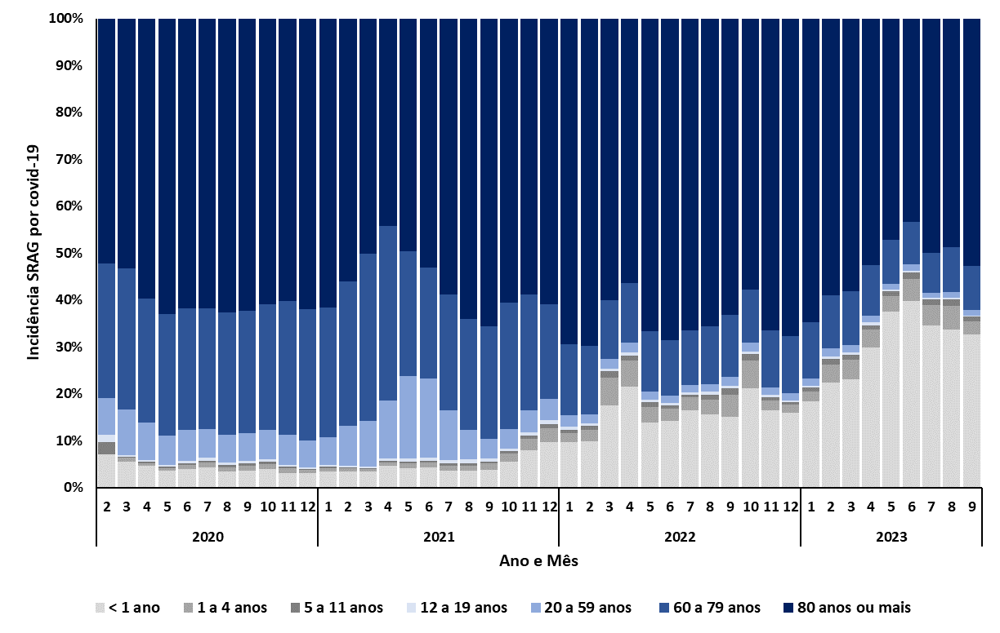 100%
90%
80%
70%
60%
50%
40%
30%
20%
10%
0%
Incidência SRAG por covid-19
2 3 4 5 6 7 8 9 10 11 12 1 2 3 4 5 6 7 8 9 10 11 12 1 2 3 4 5 6 7 8 9 10 11 12 1 2 3 4 5 6 7 8 9
2020 2021 2022 2023
Ano e Mês
< 1 ano 1 a 4 anos 5 a 11 anos 12 a 19 anos 20 a 59 anos 60 a 79 anos 80 anos ou mais